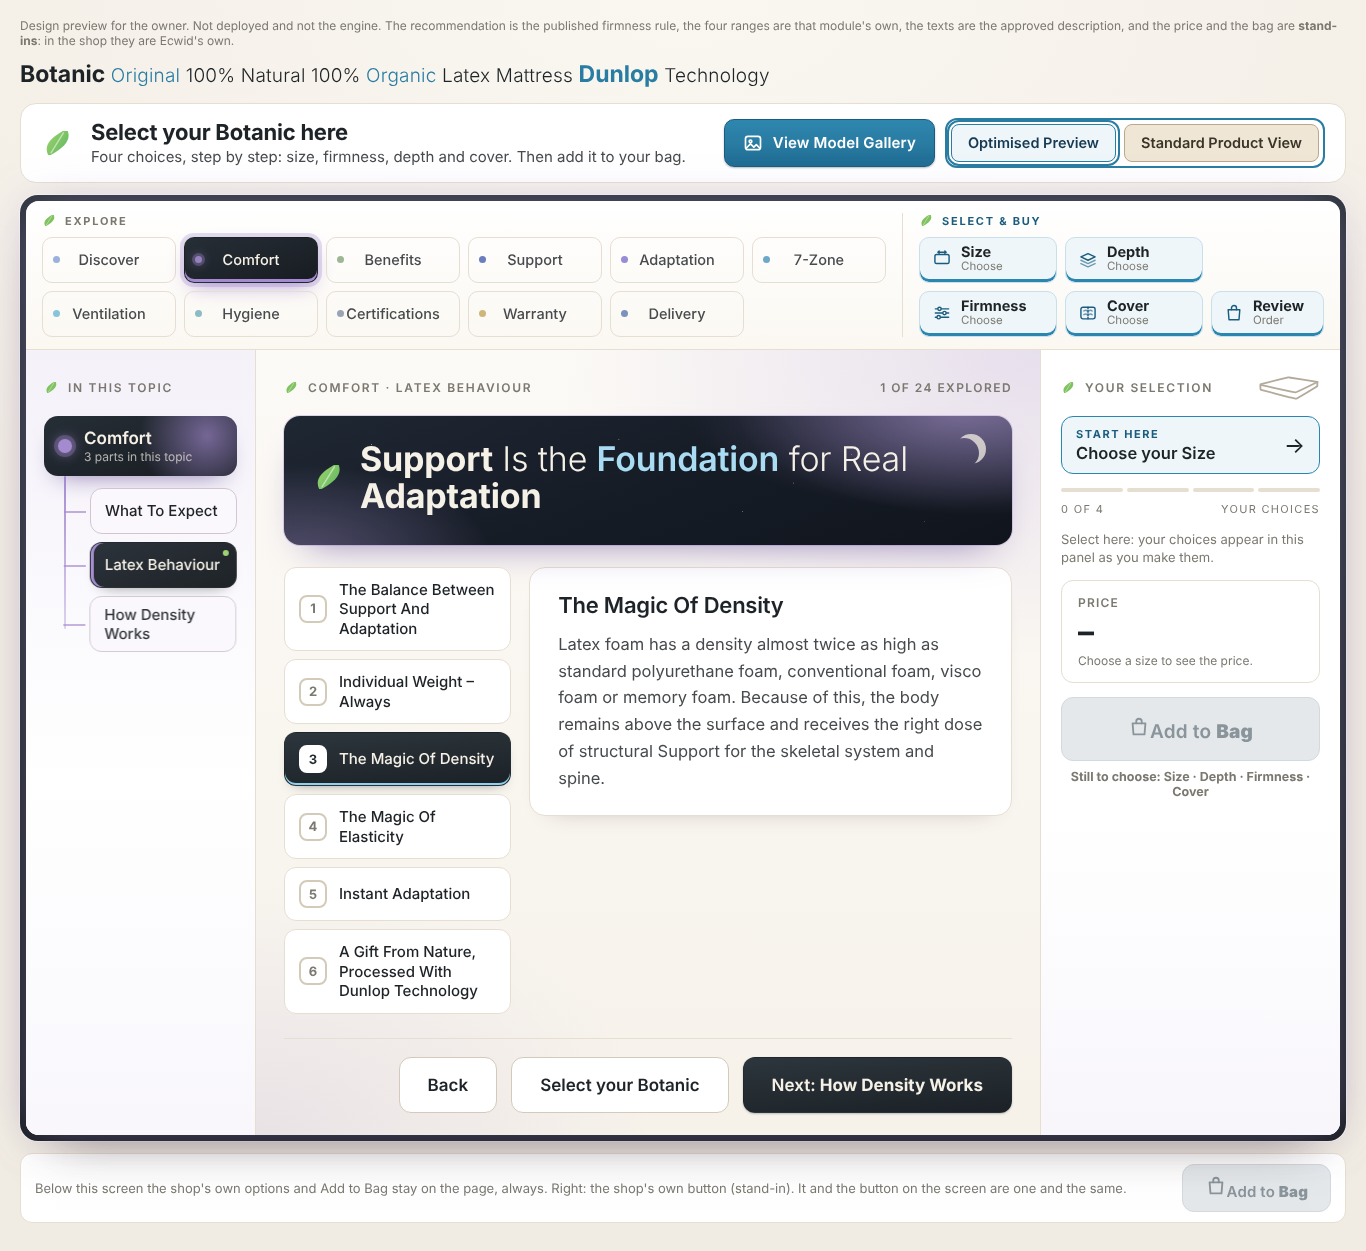 Design preview for the owner. Not deployed and not the engine. The recommendation is the published firmness rule, the four ranges are that module's own, the texts are the approved description, and the price and the bag are stand-
ins: in the shop they are Ecwid's own.
Botanic Original 100% Natural 100% Organic Latex Mattress Dunlop Technology
Select your Botanic here
Four choices, step by step: size, firmness, depth and cover. Then add it to your bag.
View Model Gallery
Optimised Preview
Standard Product View
EXPLORE
Discover
Comfort
Benefits
Support
Adaptation
7-Zone
Ventilation
Hygiene
Certifications
Warranty
Delivery
SELECT & BUY
Size
Choose
Depth
Choose
Firmness
Choose
Cover
Choose
Review
Order
IN THIS TOPIC
Comfort
3 parts in this topic
What To Expect
Latex Behaviour
How Density
Works
COMFORT · LATEX BEHAVIOUR
1 OF 24 EXPLORED
Support Is the Foundation for Real
Adaptation
1
The Balance Between
Support And
Adaptation
2
Individual Weight –
Always
3
The Magic Of Density
4
The Magic Of
Elasticity
5
Instant Adaptation
6
A Gift From Nature,
Processed With
Dunlop Technology
The Magic Of Density
Latex foam has a density almost twice as high as
standard polyurethane foam, conventional foam, visco
foam or memory foam. Because of this, the body
remains above the surface and receives the right dose
of structural Support for the skeletal system and
spine.
Back
Select your Botanic
Next: How Density Works
YOUR SELECTION
START HERE
Choose your Size
0 OF 4
YOUR CHOICES
Select here: your choices appear in this
panel as you make them.
PRICE
–
Choose a size to see the price.
Add to Bag
Still to choose: Size · Depth · Firmness ·
Cover
Below this screen the shop's own options and Add to Bag stay on the page, always. Right: the shop's own button (stand-in). It and the button on the screen are one and the same.
Add to Bag